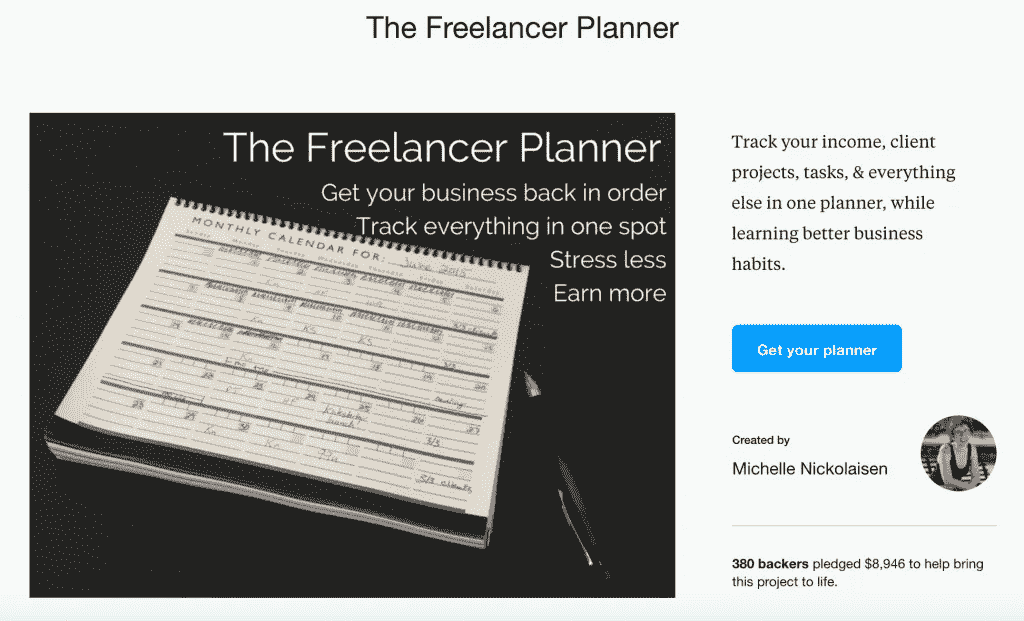 The Freelancer Planner
The Freelancer Planner
Get your business back in order
Track everything in one spot
Stress less
Earn more
MONTHLY CALENDAR FOR: June 2015
Track your income, client
projects, tasks, & everything
else in one planner, while
learning better business
habits.
Get your planner
Created by
Michelle Nickolaisen
380 backers pledged $8,946 to help bring
this project to life.